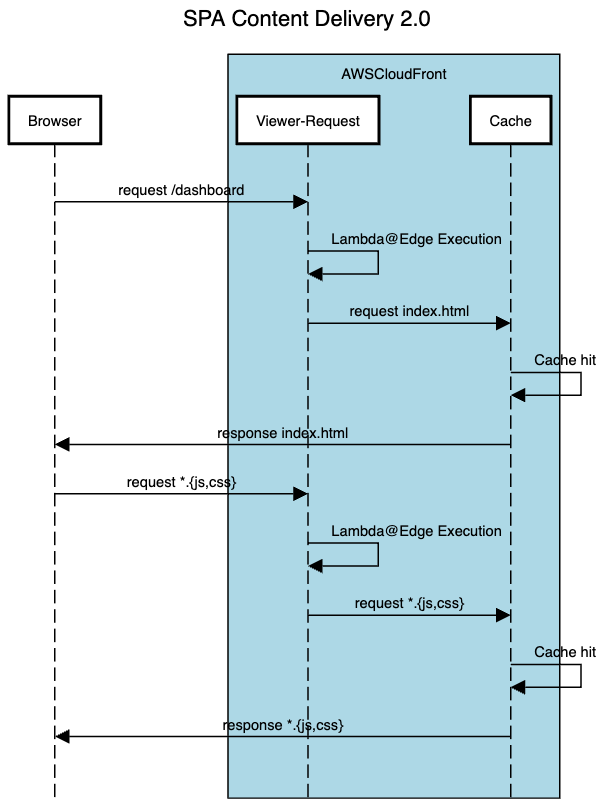 SPA Content Delivery 2.0
AWSCloudFront
Browser
Viewer-Request
Cache
request /dashboard
Lambda@Edge Execution
request index.html
Cache hit
response index.html
request *.{js,css}
Lambda@Edge Execution
request *.{js,css}
Cache hit
response *.{js,css}